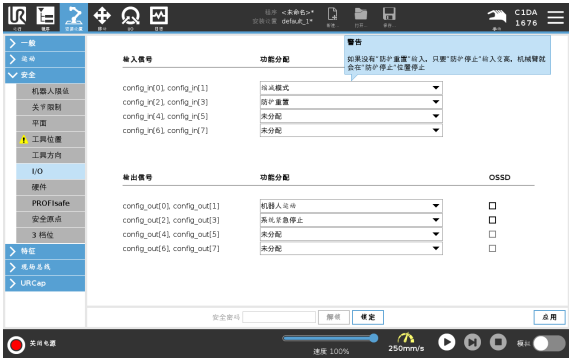 UR
运行
程序
安装设置
移动
I/O
日志
程序 <未命名>*
安装设置 default_1*
新建...
打开...
保存...
C1DA
1676
一般
运动
安全
机器人限值
关节限制
平面
工具位置
工具方向
I/O
硬件
PROFIsafe
安全原点
3 档位
特征
现场总线
URCap
输入信号 功能分配
警告
如果没有"防护重置"输入，只要"防护停止"输入变高，机械臂就
会在"防护停止"位置停止
config_in[0], config_in[1] 缩减模式
config_in[2], config_in[3] 防护重置
config_in[4], config_in[5] 未分配
config_in[6], config_in[7] 未分配
输出信号 功能分配 OSSD
config_out[0], config_out[1] 机器人运动
config_out[2], config_out[3] 系统紧急停止
config_out[4], config_out[5] 未分配
config_out[6], config_out[7] 未分配
安全密码 解锁 锁定 应用
关闭电源
速度 100%
250mm/s
模拟